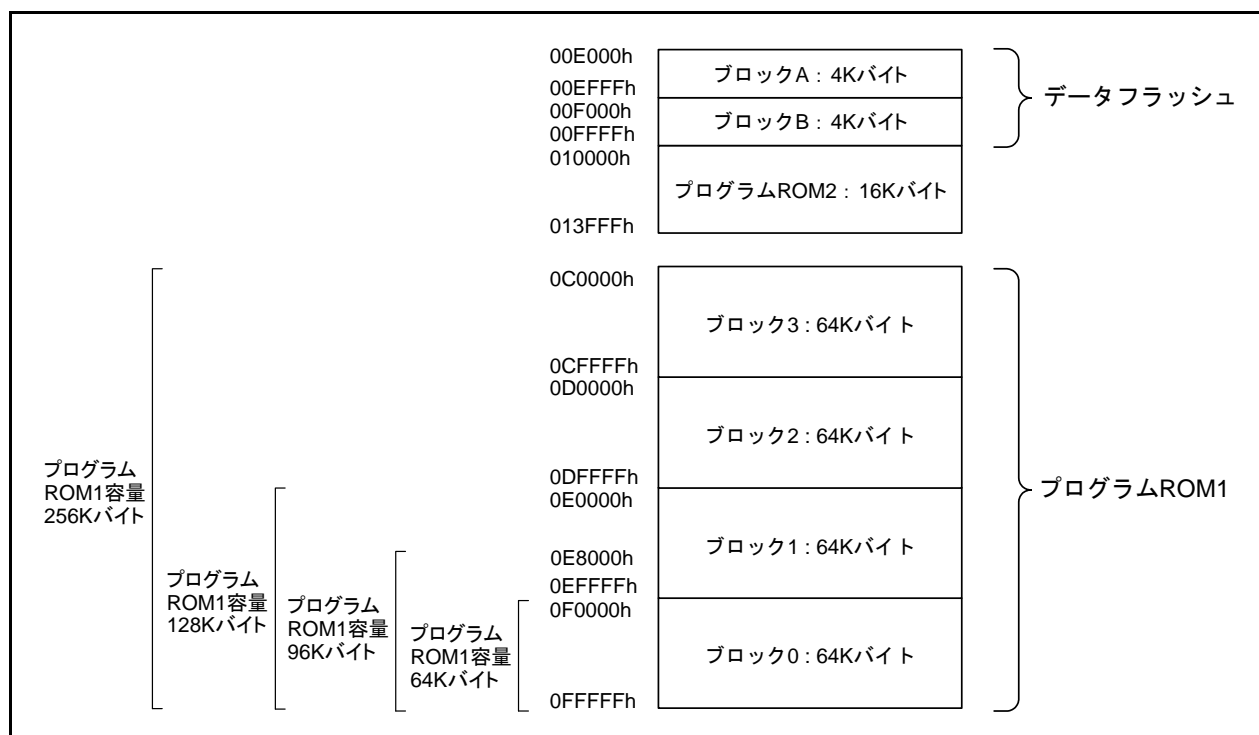 00E000h
ブロックA : 4Kバイト
00EFFFh
データフラッシュ
00F000h
ブロックB : 4Kバイト
00FFFFh
010000h
プログラムROM2 : 16Kバイト
013FFFh
0C0000h
ブロック3 : 64Kバイト
0CFFFFh
0D0000h
ブロック2 : 64Kバイト
0DFFFFh
0E0000h
プログラムROM1
ブロック1 : 64Kバイト
0E8000h
0EFFFFh
0F0000h
ブロック0 : 64Kバイト
0FFFFFh
プログラム
ROM1容量
256Kバイト
プログラム
ROM1容量
128Kバイト
プログラム
ROM1容量
96Kバイト
プログラム
ROM1容量
64Kバイト